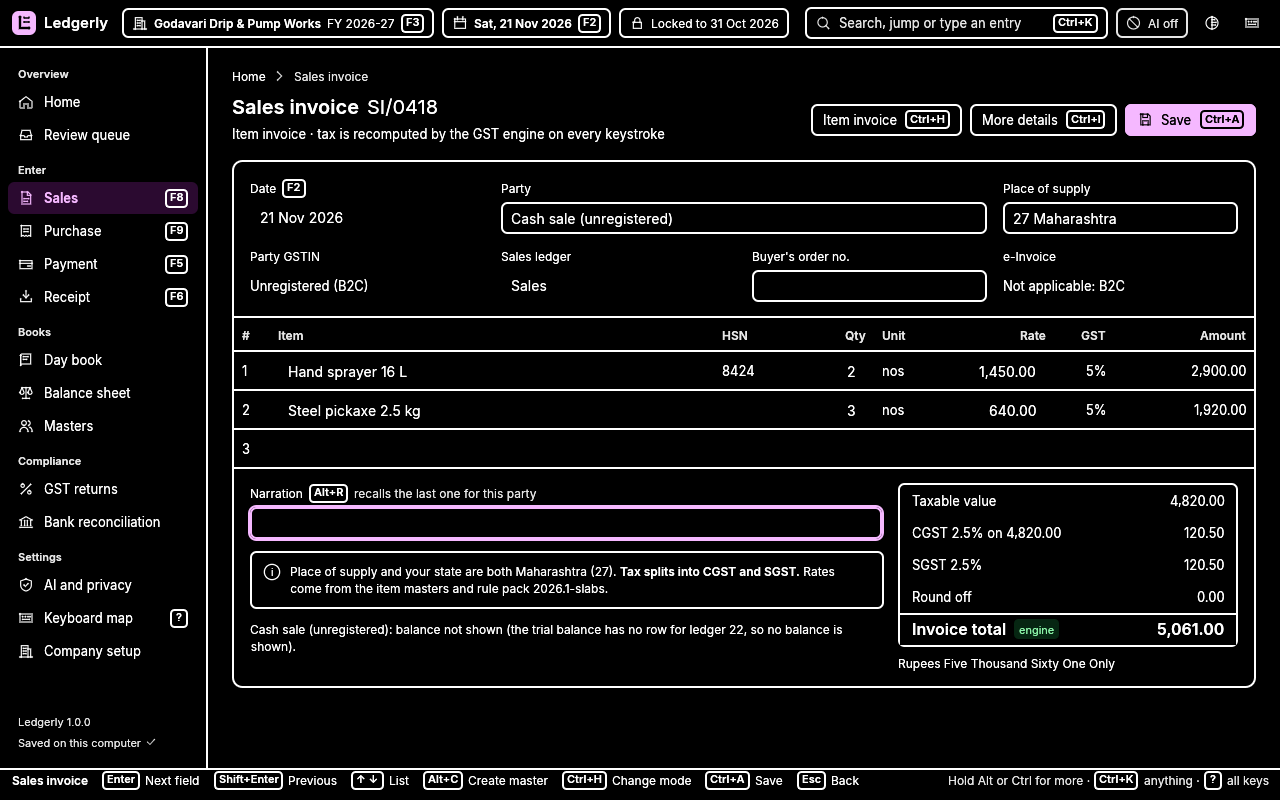 Ledgerly
Godavari Drip & Pump Works FY 2026-27 F3
Sat, 21 Nov 2026 F2
Locked to 31 Oct 2026
Search, jump or type an entry Ctrl+K
AI off
Overview
Home
Review queue
Enter
Sales F8
Purchase F9
Payment F5
Receipt F6
Books
Day book
Balance sheet
Masters
Compliance
GST returns
Bank reconciliation
Settings
AI and privacy
Keyboard map ?
Company setup
Ledgerly 1.0.0
Saved on this computer
Home Sales invoice
Sales invoice SI/0418
Item invoice · tax is recomputed by the GST engine on every keystroke
Item invoice Ctrl+H
More details Ctrl+I
Save Ctrl+A
Date F2 Party Place of supply
21 Nov 2026 Cash sale (unregistered) 27 Maharashtra
Party GSTIN Sales ledger Buyer's order no. e-Invoice
Unregistered (B2C) Sales Not applicable: B2C
# Item HSN Qty Unit Rate GST Amount
1 Hand sprayer 16 L 8424 2 nos 1,450.00 5% 2,900.00
2 Steel pickaxe 2.5 kg 3 nos 640.00 5% 1,920.00
3
Narration Alt+R recalls the last one for this party
Place of supply and your state are both Maharashtra (27). Tax splits into CGST and SGST. Rates
come from the item masters and rule pack 2026.1-slabs.
Cash sale (unregistered): balance not shown (the trial balance has no row for ledger 22, so no balance is
shown).
Taxable value 4,820.00
CGST 2.5% on 4,820.00 120.50
SGST 2.5% 120.50
Round off 0.00
Invoice total engine 5,061.00
Rupees Five Thousand Sixty One Only
Sales invoice Enter Next field Shift+Enter Previous ↑ ↓ List Alt+C Create master Ctrl+H Change mode Ctrl+A Save Esc Back Hold Alt or Ctrl for more · Ctrl+K anything · ? all keys